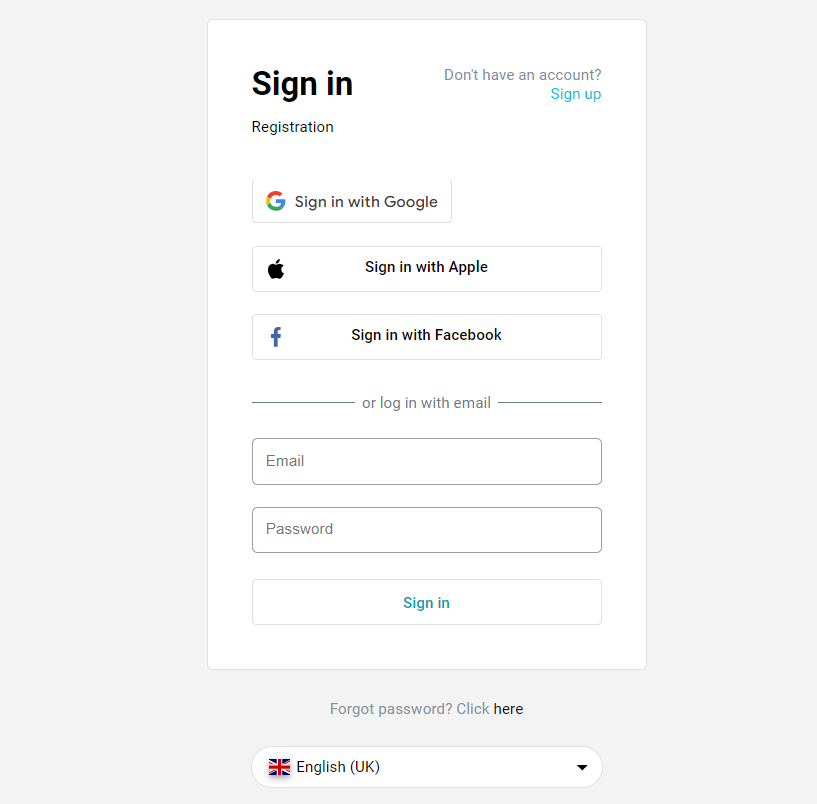 Sign in
Don't have an account?
Sign up
Registration
Sign in with Google
Sign in with Apple
Sign in with Facebook
or log in with email
Email
Password
Sign in
Forgot password? Click here
English (UK)